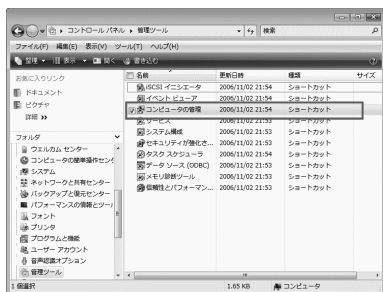 コントロール パネル ▸ 管理ツール
検索
ファイル(F) 編集(E) 表示(V) ツール(T) ヘルプ(H)
整理 表示 開く 書き込む
お気に入りリンク
ドキュメント
ピクチャ
詳細 >>
フォルダ
ウェルカム センター
コンピュータの簡単操作セン
システム
ネットワークと共有センター
バックアップと復元センター
パフォーマンスの情報とツー
フォント
プリンタ
プログラムと機能
ユーザー アカウント
音声認識オプション
管理ツール
名前 更新日時 種類 サイズ
iSCSI イニシエータ 2006/11/02 21:54 ショートカット
イベント ビューア 2006/11/02 21:54 ショートカット
コンピュータの管理 2006/11/02 21:54 ショートカット
サービス 2006/11/02 21:53 ショートカット
システム構成 2006/11/02 21:53 ショートカット
セキュリティが強化さ... 2006/11/02 21:53 ショートカット
タスク スケジューラ 2006/11/02 21:54 ショートカット
データ ソース (ODBC) 2006/11/02 21:53 ショートカット
メモリ診断ツール 2006/11/02 21:53 ショートカット
信頼性とパフォーマン... 2006/11/02 21:53 ショートカット
1 個選択 1.65 KB コンピュータ